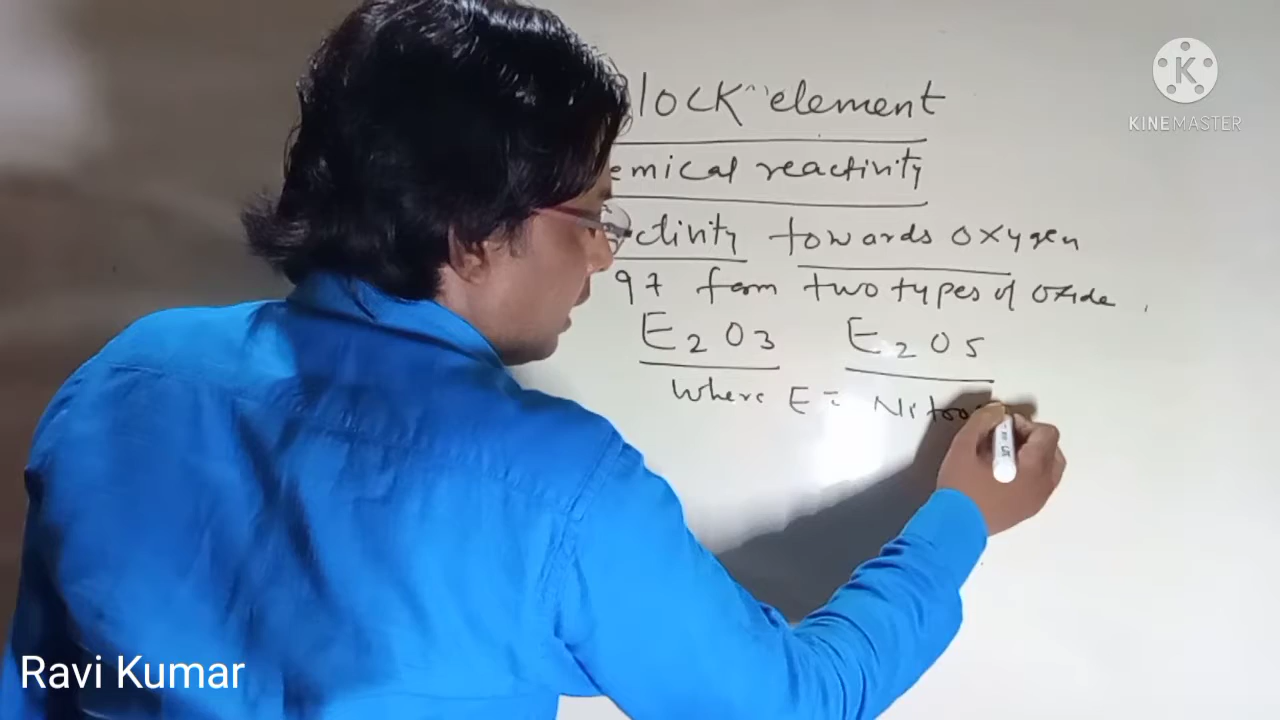 lock "element
emical reactivity
ctivity towards oxygen
97 form two types of oxide.
E2O3 E2O5
Where E = Nitro
KINEMASTER
Ravi Kumar